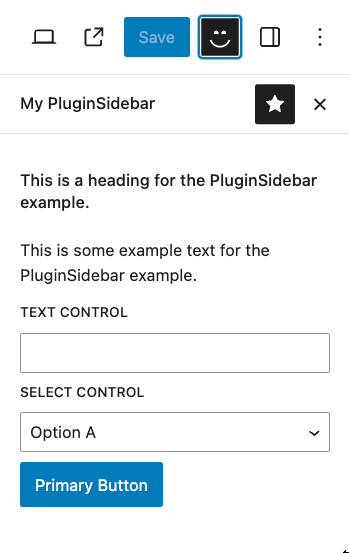 Save
My PluginSidebar
This is a heading for the PluginSidebar
example.
This is some example text for the
PluginSidebar example.
TEXT CONTROL
SELECT CONTROL
Option A
Primary Button